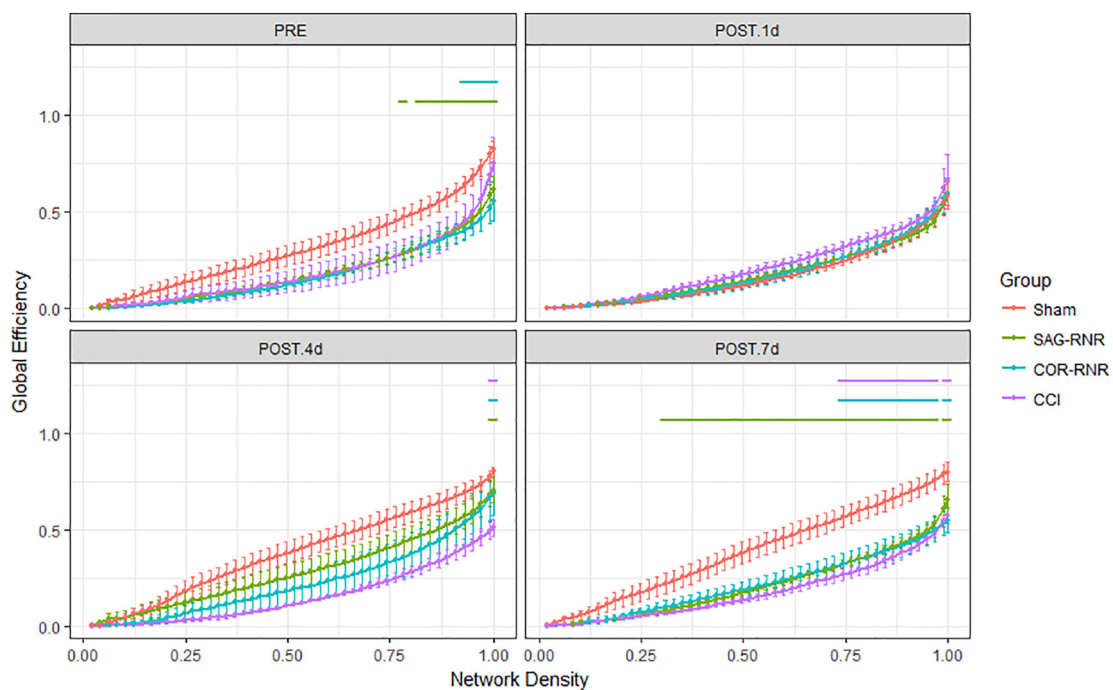 PRE
POST.1d
1.0
0.5
0.0
POST.4d
POST.7d
1.0
0.5
0.0
0.00
0.25
0.50
0.75
1.00
0.00
0.25
0.50
0.75
1.00
Network Density
Global Efficiency
Group
Sham
SAG-RNR
COR-RNR
CCI